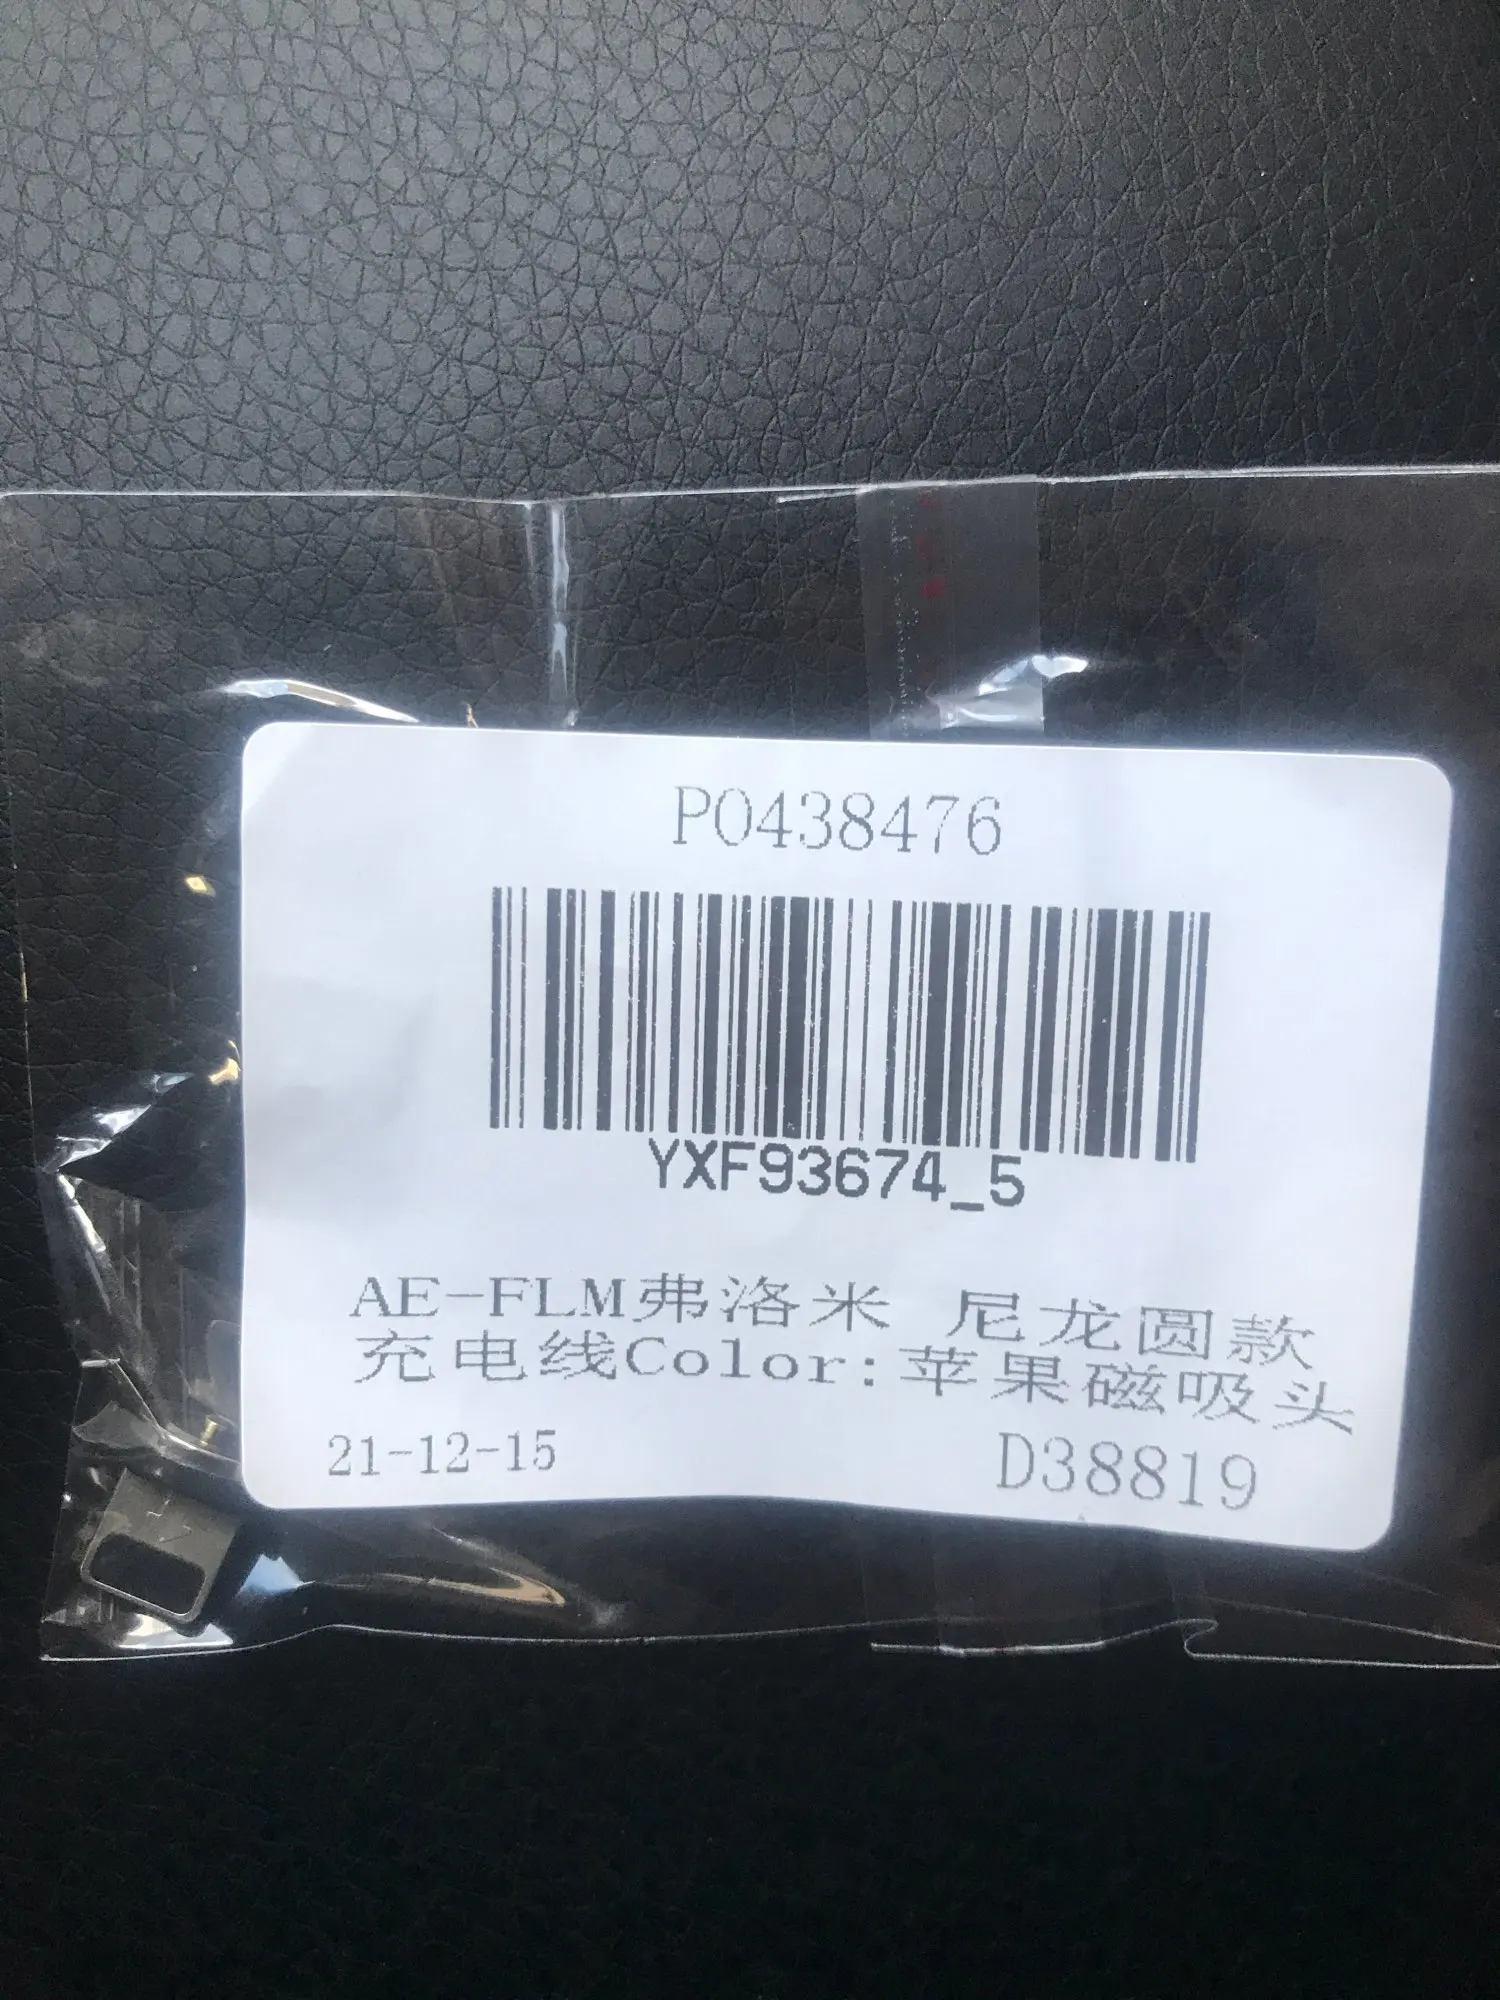 P0438476
YXF93674_5
AE-FLM弗洛米 尼龙圆款
充电线Color:苹果磁吸头
21-12-15 D38819